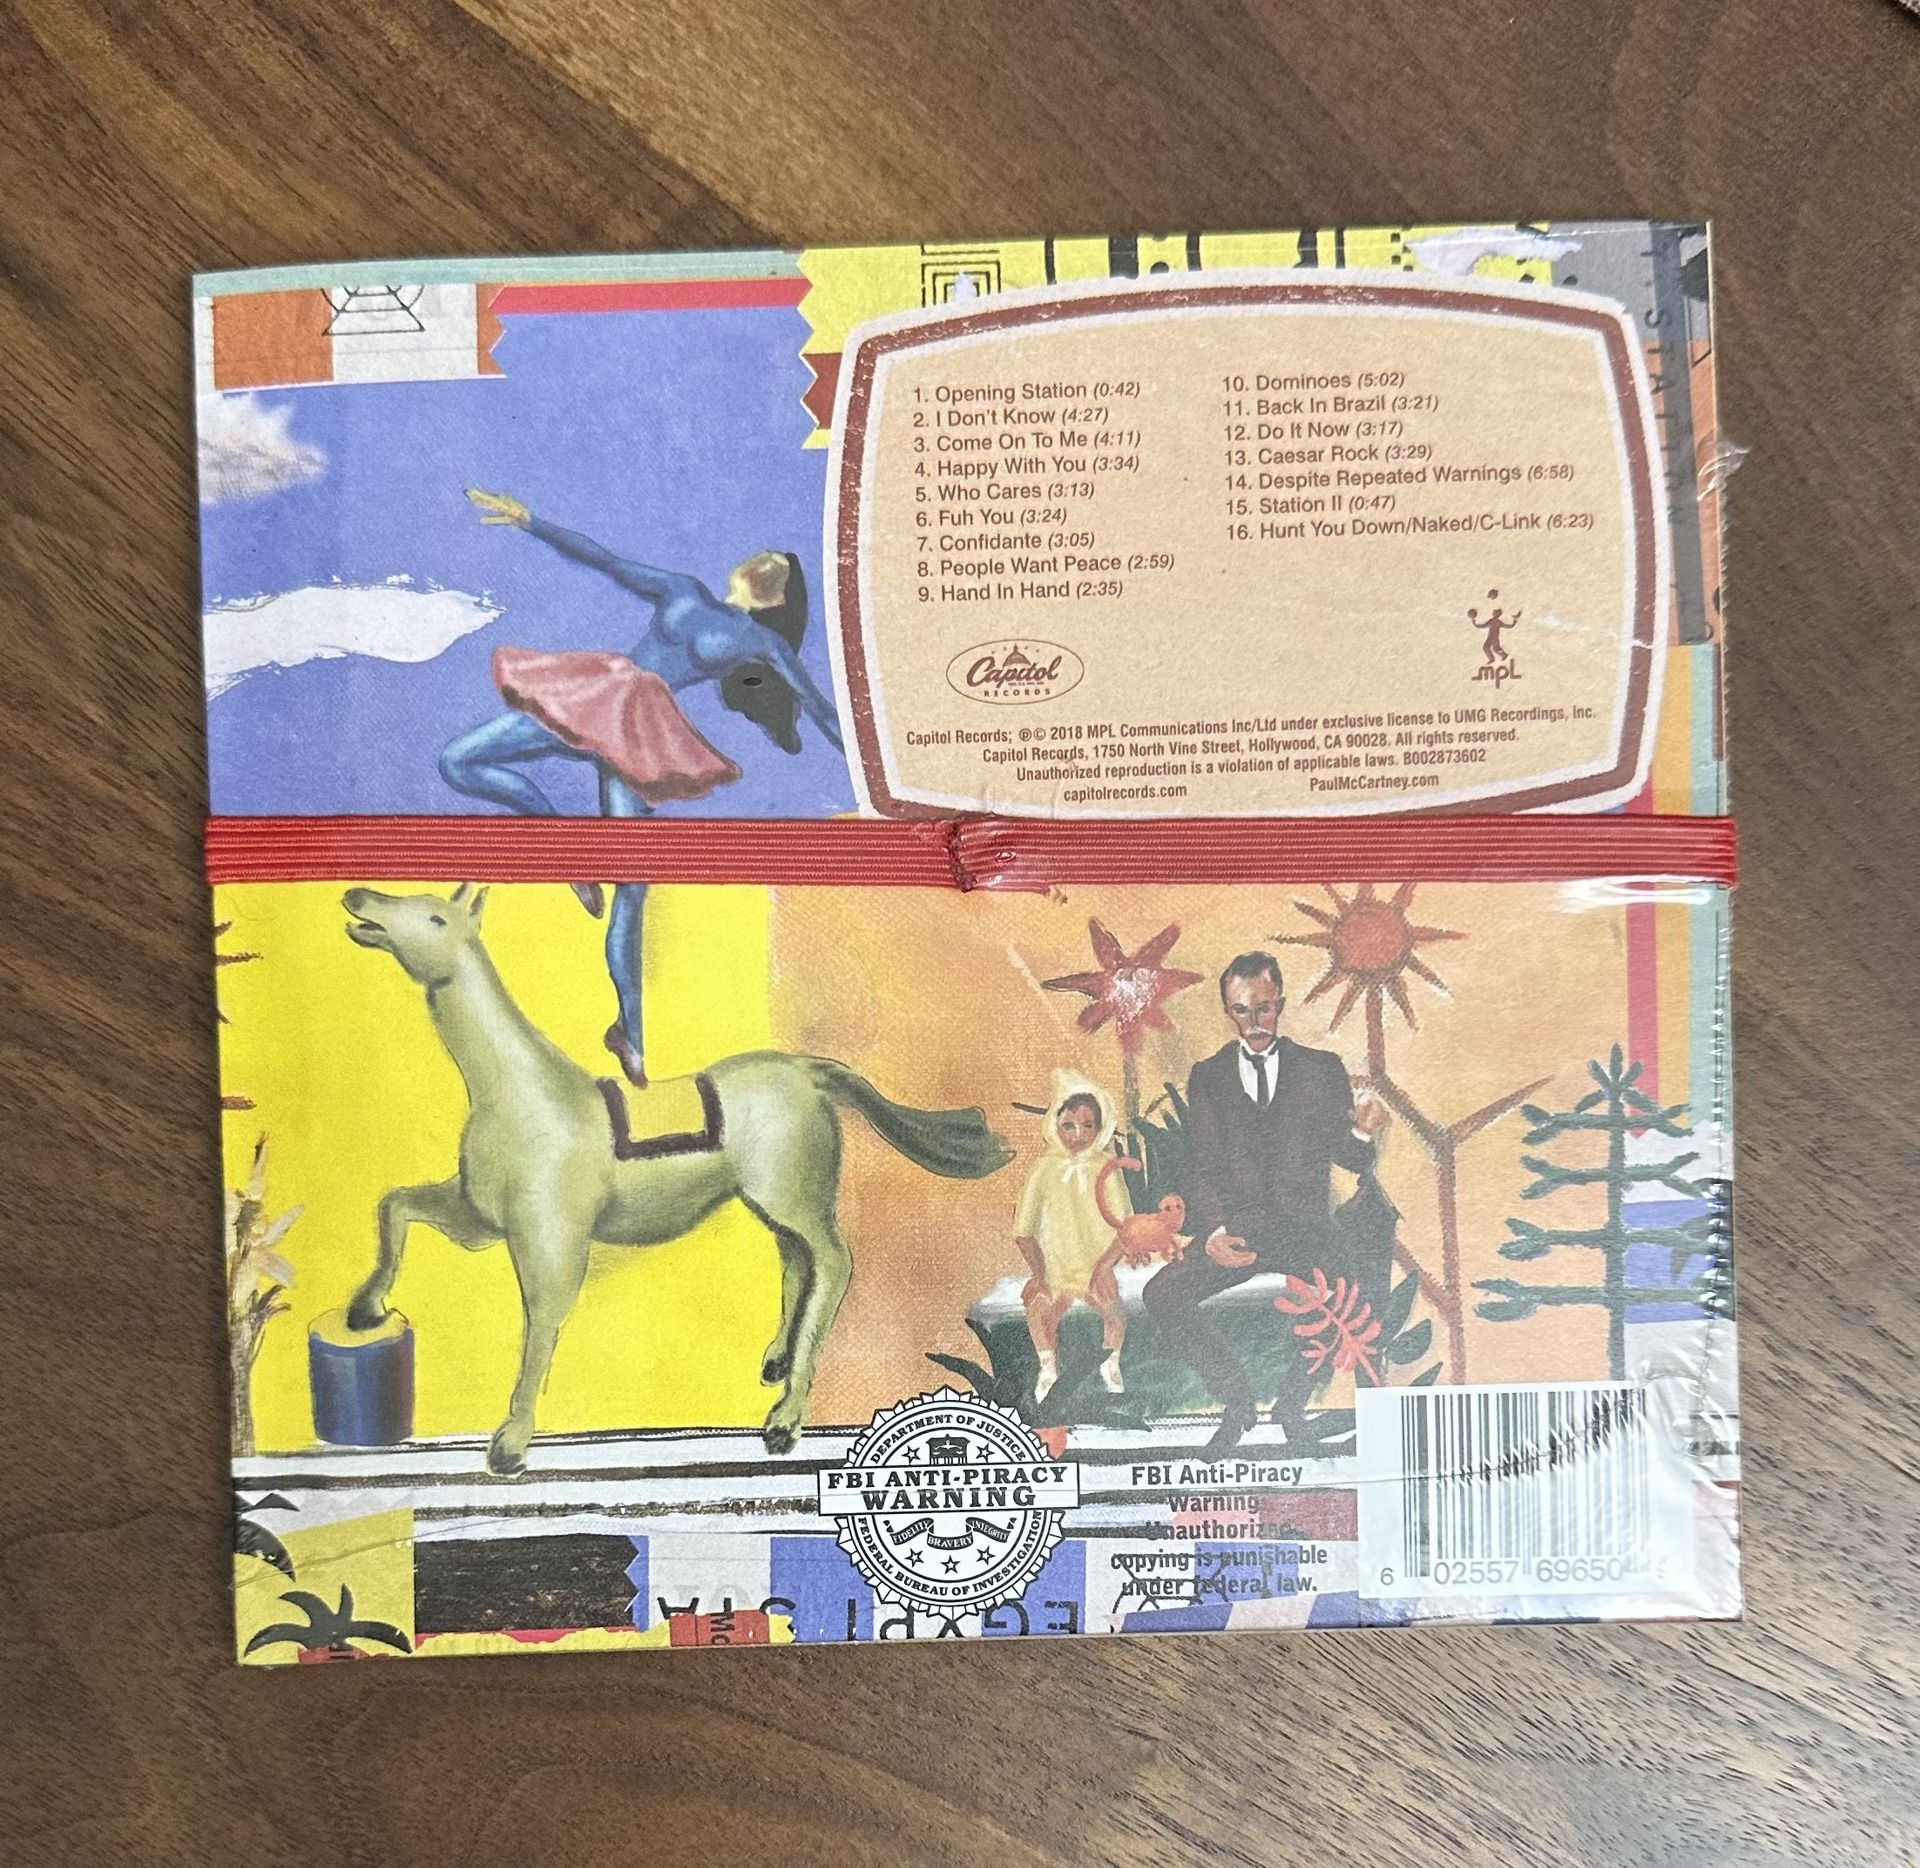 1. Opening Station (0:42)
2. I Don't Know (4:27)
3. Come On To Me (4:11)
4. Happy With You (3:34)
5. Who Cares (3:13)
6. Fuh You (3:24)
7. Confidante (3:05)
8. People Want Peace (2:59)
9. Hand In Hand (2:35)
10. Dominoes (5:02)
11. Back In Brazil (3:21)
12. Do It Now (3:17)
13. Caesar Rock (3:29)
14. Despite Repeated Warnings (6:58)
15. Station II (0:47)
16. Hunt You Down/Naked/C-Link (6:23)
Capitol
RECORDS
mpL
Capitol Records; ℗© 2018 MPL Communications Inc/Ltd under exclusive license to UMG Recordings, Inc.
Capitol Records, 1750 North Vine Street, Hollywood, CA 90028. All rights reserved.
Unauthorized reproduction is a violation of applicable laws. B002873602
capitolrecords.com PaulMcCartney.com
DEPARTMENT OF JUSTICE
FBI ANTI-PIRACY
WARNING
FIDELITY BRAVERY INTEGRITY
FEDERAL BUREAU OF INVESTIGATION
FBI Anti-Piracy
Warning
Unauthorized
copying is punishable
under federal law.
6 02557 69650
EGYPT STA